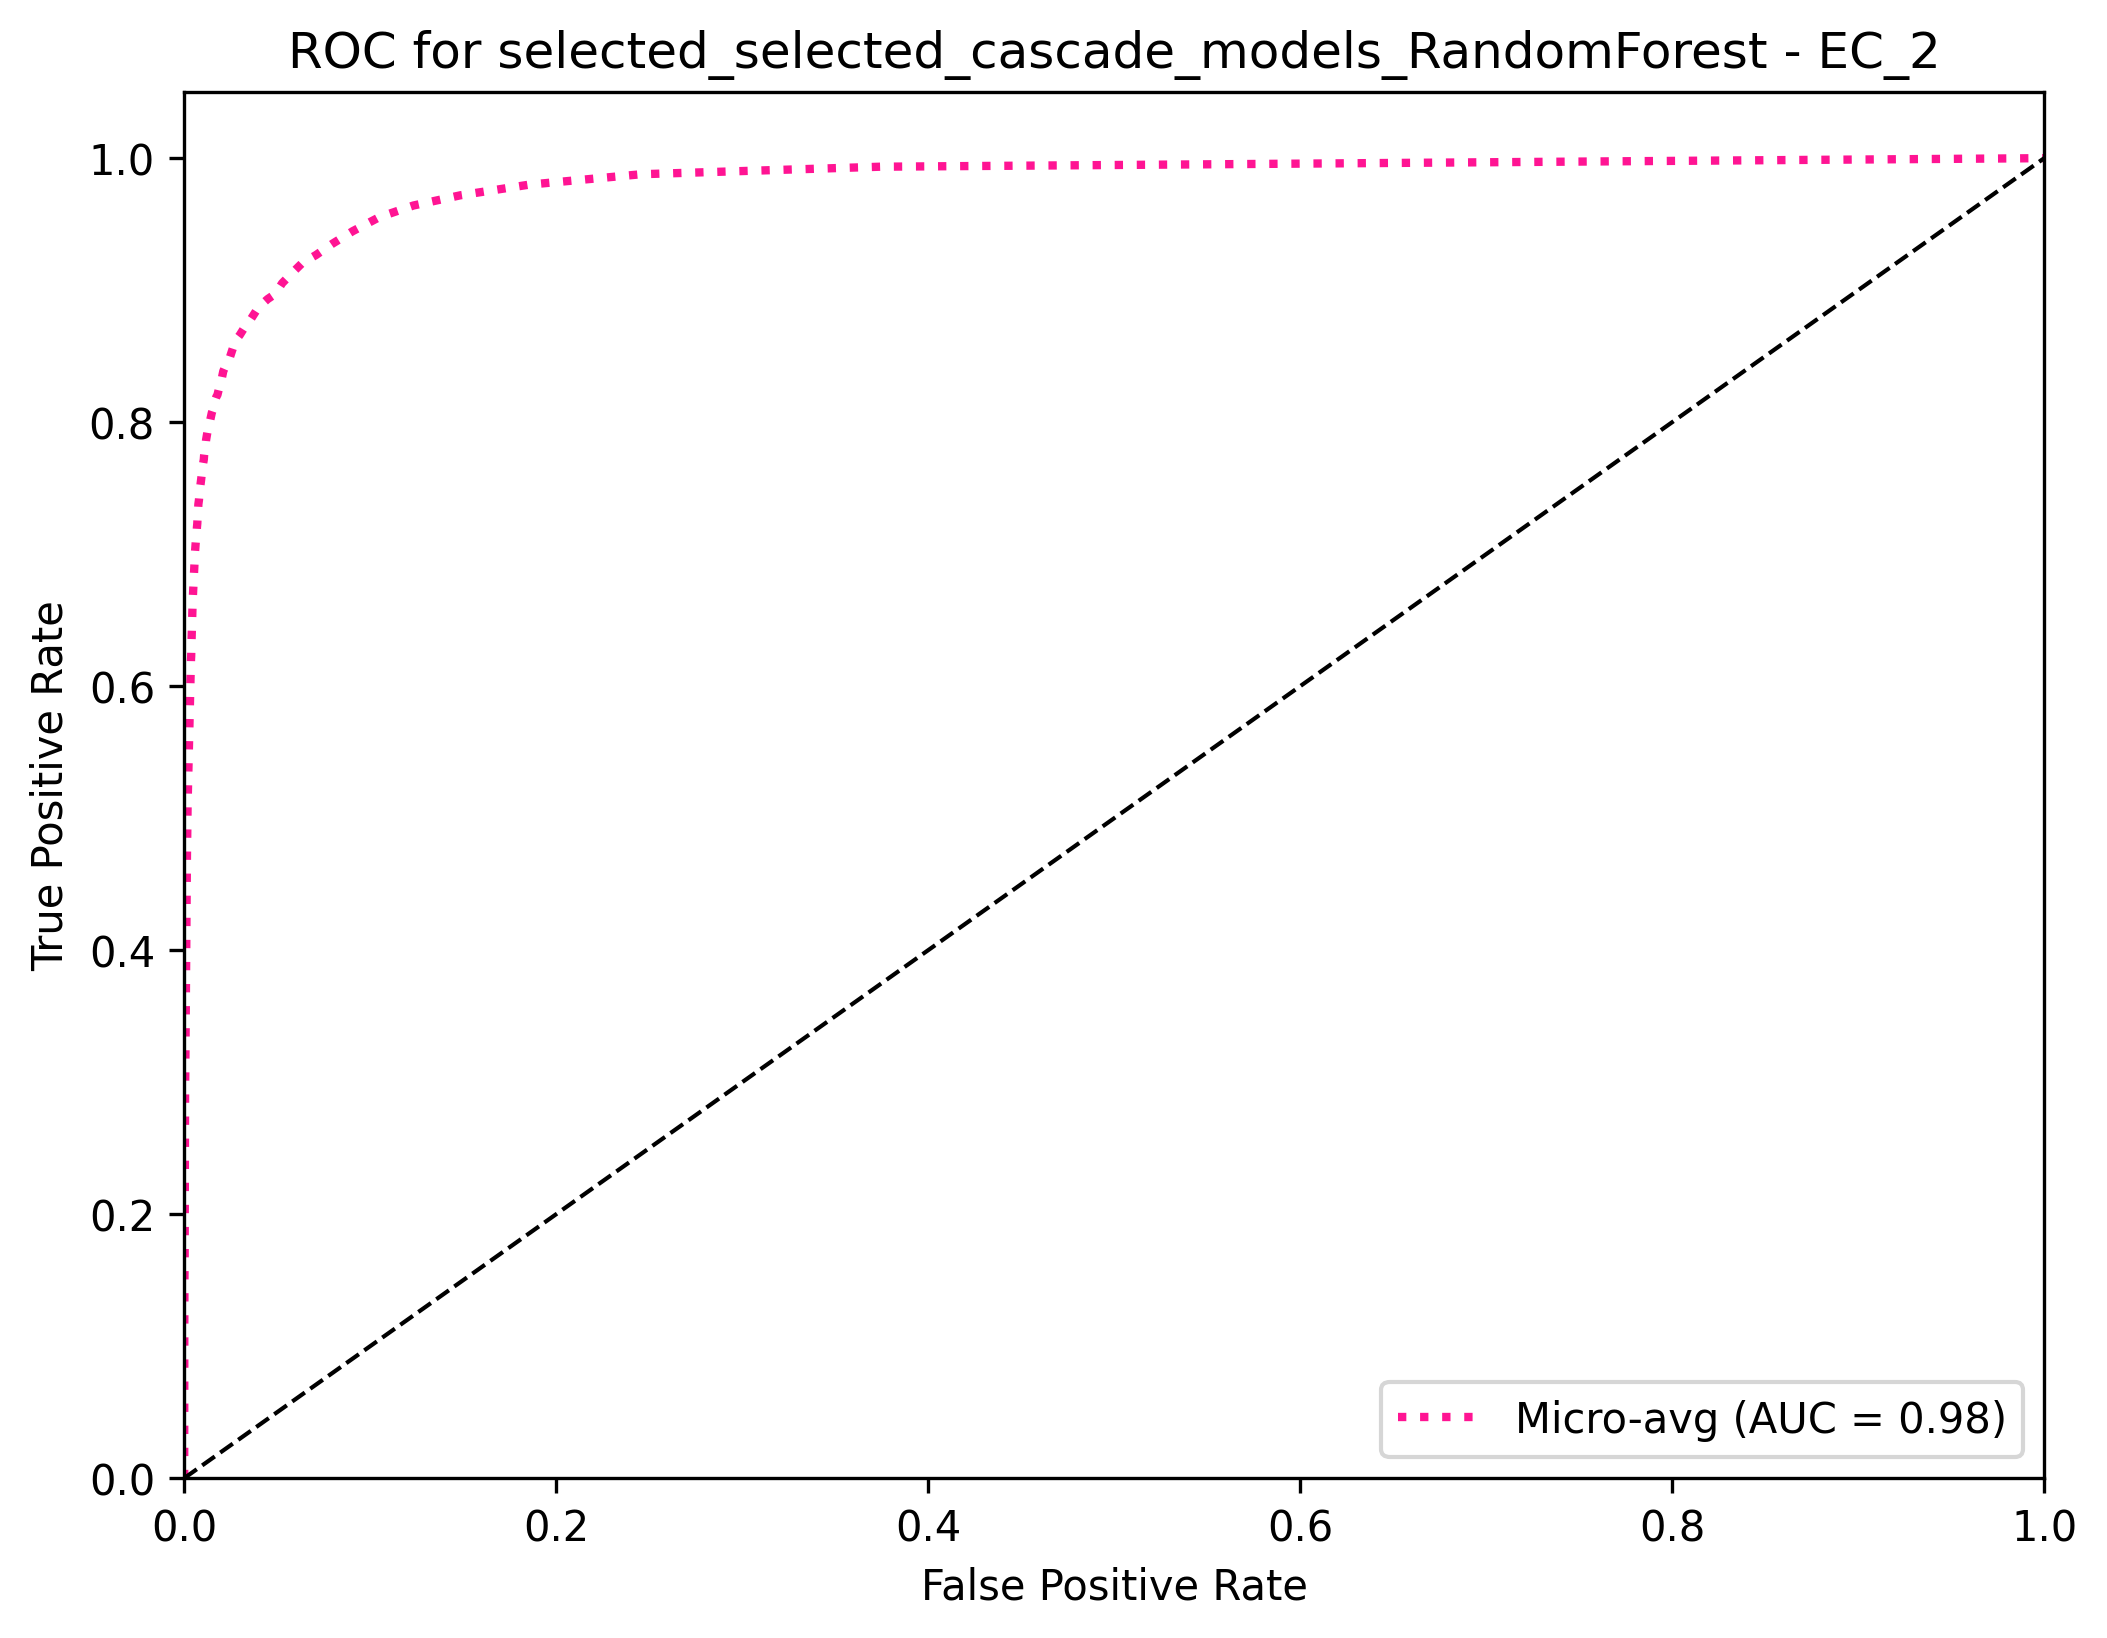 ROC for selected_selected_cascade_models_RandomForest - EC_2
1.0
0.8
0.6
0.4
0.2
0.0
True Positive Rate
Micro-avg (AUC = 0.98)
0.0 0.2 0.4 0.6 0.8 1.0
False Positive Rate